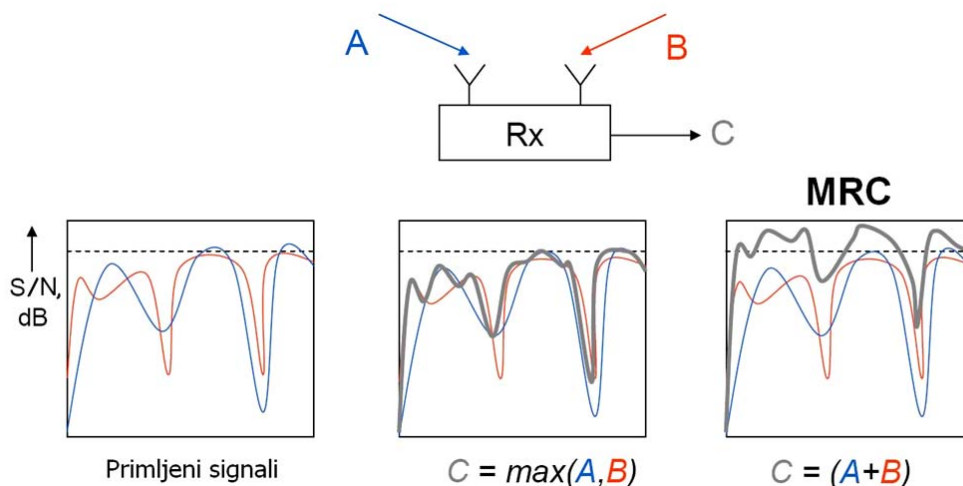 A
B
Rx
C
MRC
S/N,
dB
Primljeni signali
C = max(A,B)
C = (A+B)